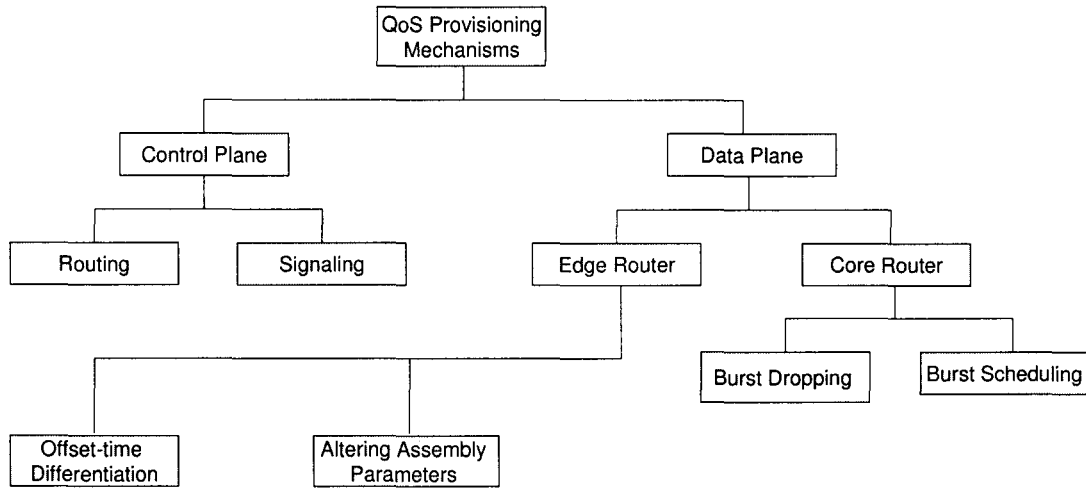 QoS Provisioning
Mechanisms
Control Plane
Data Plane
Routing
Signaling
Edge Router
Core Router
Burst Dropping
Burst Scheduling
Offset-time
Differentiation
Altering Assembly
Parameters